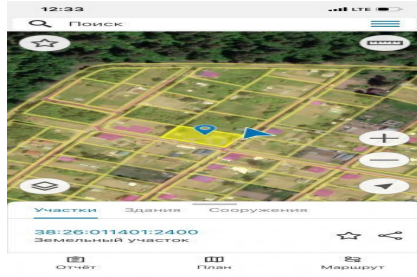 12:33
LTE
Поиск
Участки Здания Сооружения
38:26:011401:2400
Земельный участок
Отчёт План Маршрут